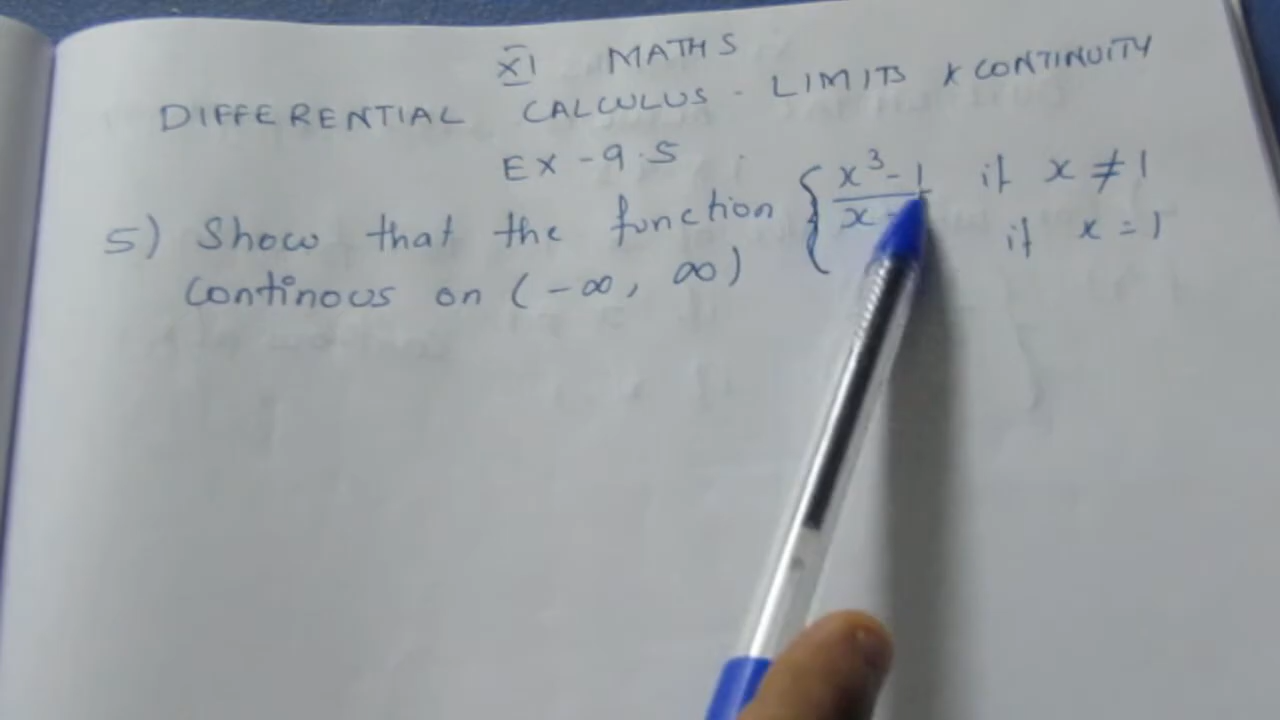 XI MATHS
DIFFERENTIAL CALCULUS - LIMITS & CONTINUITY
EX - 9.5
5) Show that the function { x³-1 if x ≠ 1
x - if x = 1
continous on (-∞, ∞)